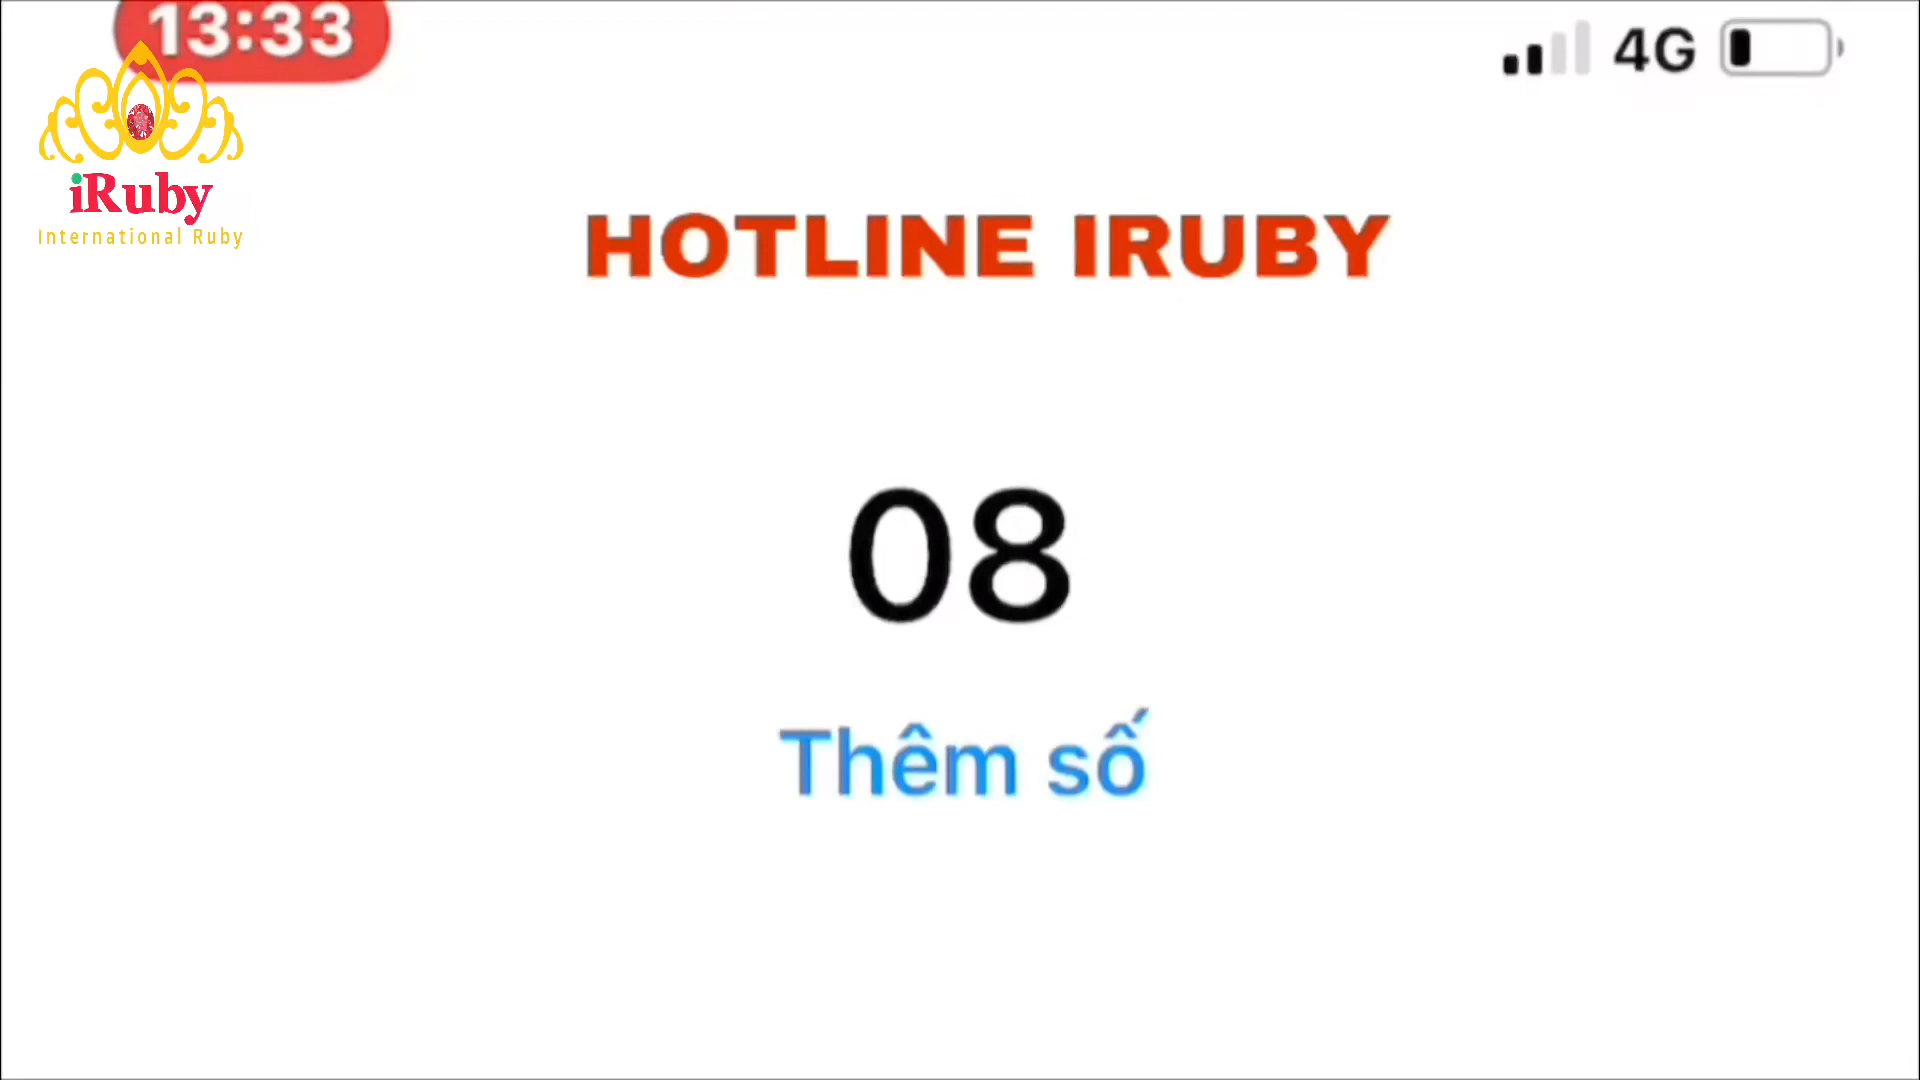 13:33
4G
iRuby
International Ruby
HOTLINE IRUBY
08
Thêm số